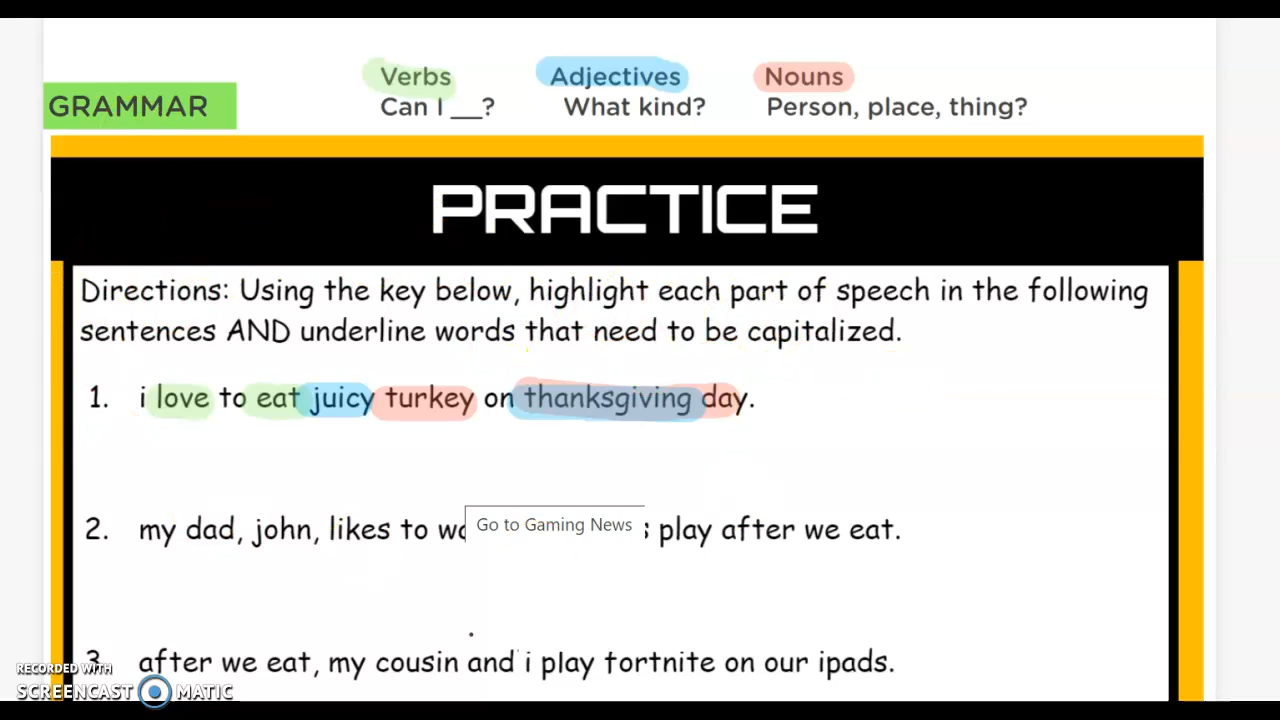 Verbs Adjectives Nouns
GRAMMAR Can I __? What kind? Person, place, thing?
PRACTICE
Directions: Using the key below, highlight each part of speech in the following
sentences AND underline words that need to be capitalized.
1. i love to eat juicy turkey on thanksgiving day.
2. my dad, john, likes to Go to Gaming News play after we eat.
3. after we eat, my cousin and i play fortnite on our ipads.
RECORDED WITH
SCREENCAST MATIC